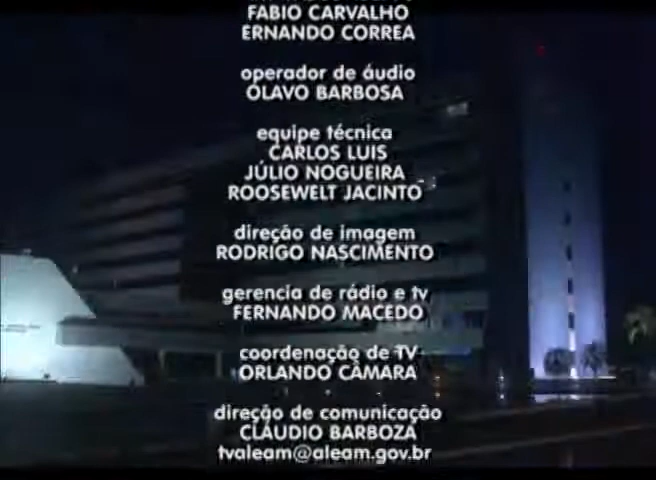 FABIO CARVALHO
ERNANDO CORREA
operador de áudio
OLAVO BARBOSA
equipe técnica
CARLOS LUIS
JÚLIO NOGUEIRA
ROOSEWELT JACINTO
direção de imagem
RODRIGO NASCIMENTO
gerencia de rádio e tv
FERNANDO MACEDO
coordenação de TV
ORLANDO CÂMARA
direção de comunicação
CLÁUDIO BARBOZA
tvaleam@aleam.gov.br